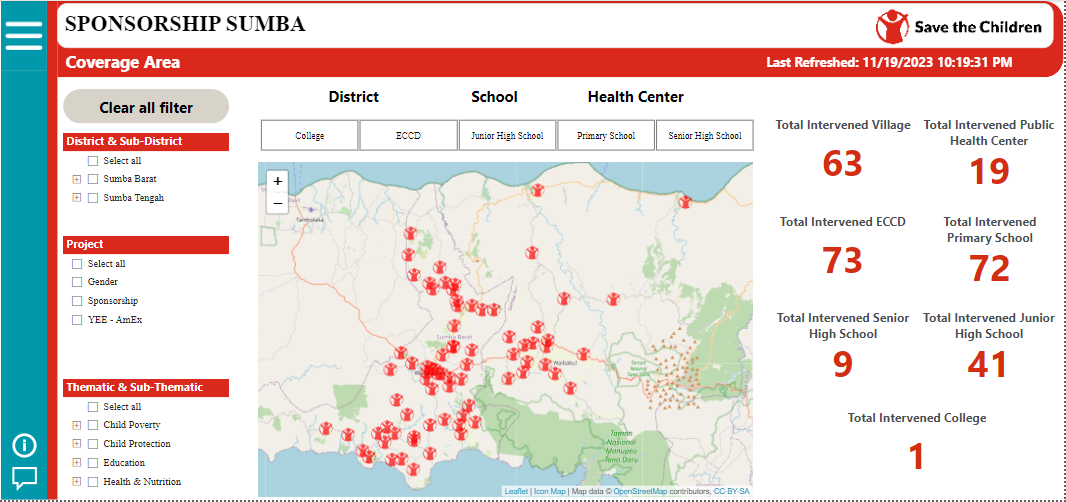 SPONSORSHIP SUMBA
Save the Children
Coverage Area
Last Refreshed: 11/19/2023 10:19:31 PM
Clear all filter
District & Sub-District
Select all
Sumba Barat
Sumba Tengah
Project
Select all
Gender
Sponsorship
YEE - AmEx
Thematic & Sub-Thematic
Select all
Child Poverty
Child Protection
Education
Health & Nutrition
District
School
Health Center
College
ECCD
Junior High School
Primary School
Senior High School
+
−
Tambolaka
Sumba Barat
Waibakul
Taman
Nasional
Manupeu
Tana Daru
Leaflet | Icon Map | Map data © OpenStreetMap contributors, CC-BY-SA
Total Intervened Village
63
Total Intervened Public
Health Center
19
Total Intervened ECCD
73
Total Intervened
Primary School
72
Total Intervened Senior
High School
9
Total Intervened Junior
High School
41
Total Intervened College
1